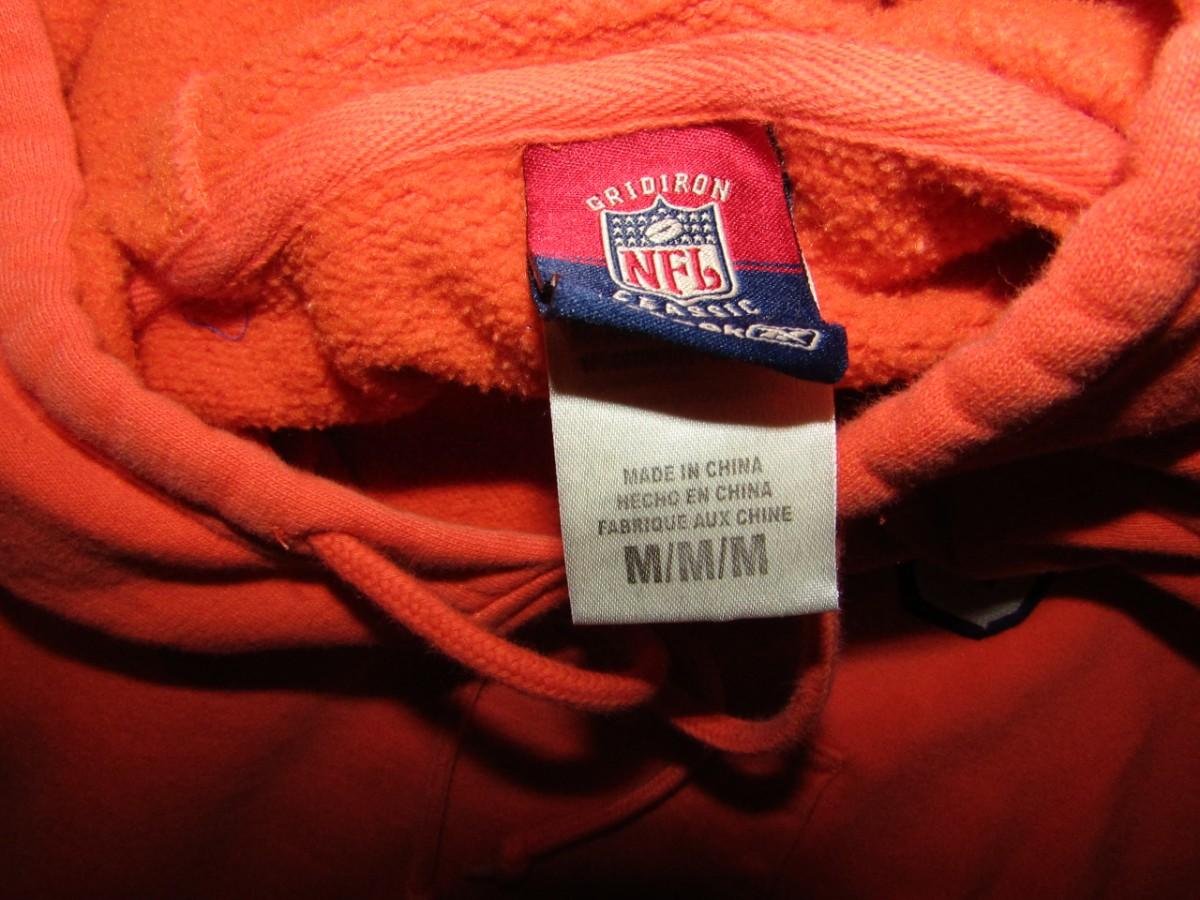 GRIDIRON
NFL
CLASSIC
MADE IN CHINA
HECHO EN CHINA
FABRIQUE AUX CHINE
M/M/M